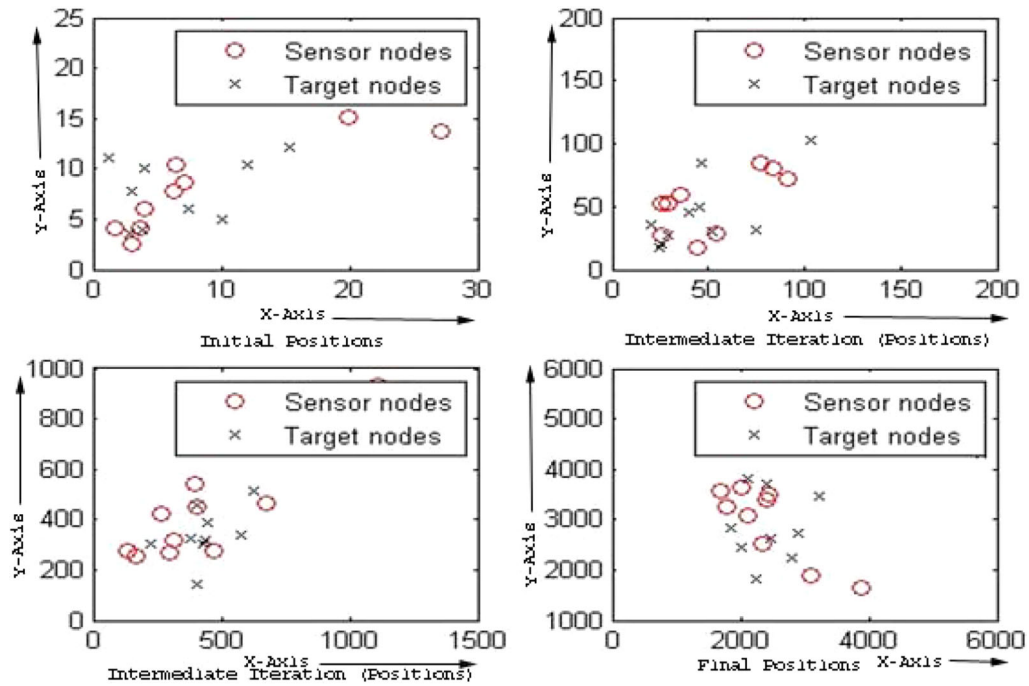 25
20
15
10
5
0
Y-Axis
Sensor nodes
Target nodes
0 10 20 30
X-Axis
Initial Positions
200
150
100
50
0
Y-Axis
Sensor nodes
Target nodes
0 50 100 150 200
X-Axis
Intermediate Iteration (Positions)
1000
800
600
400
200
0
Y-Axis
Sensor nodes
Target nodes
0 500 1000 1500
X-Axis
Intermediate Iteration (Positions)
6000
5000
4000
3000
2000
1000
Y-Axis
Sensor nodes
Target nodes
0 2000 4000 6000
Final Positions X-Axis